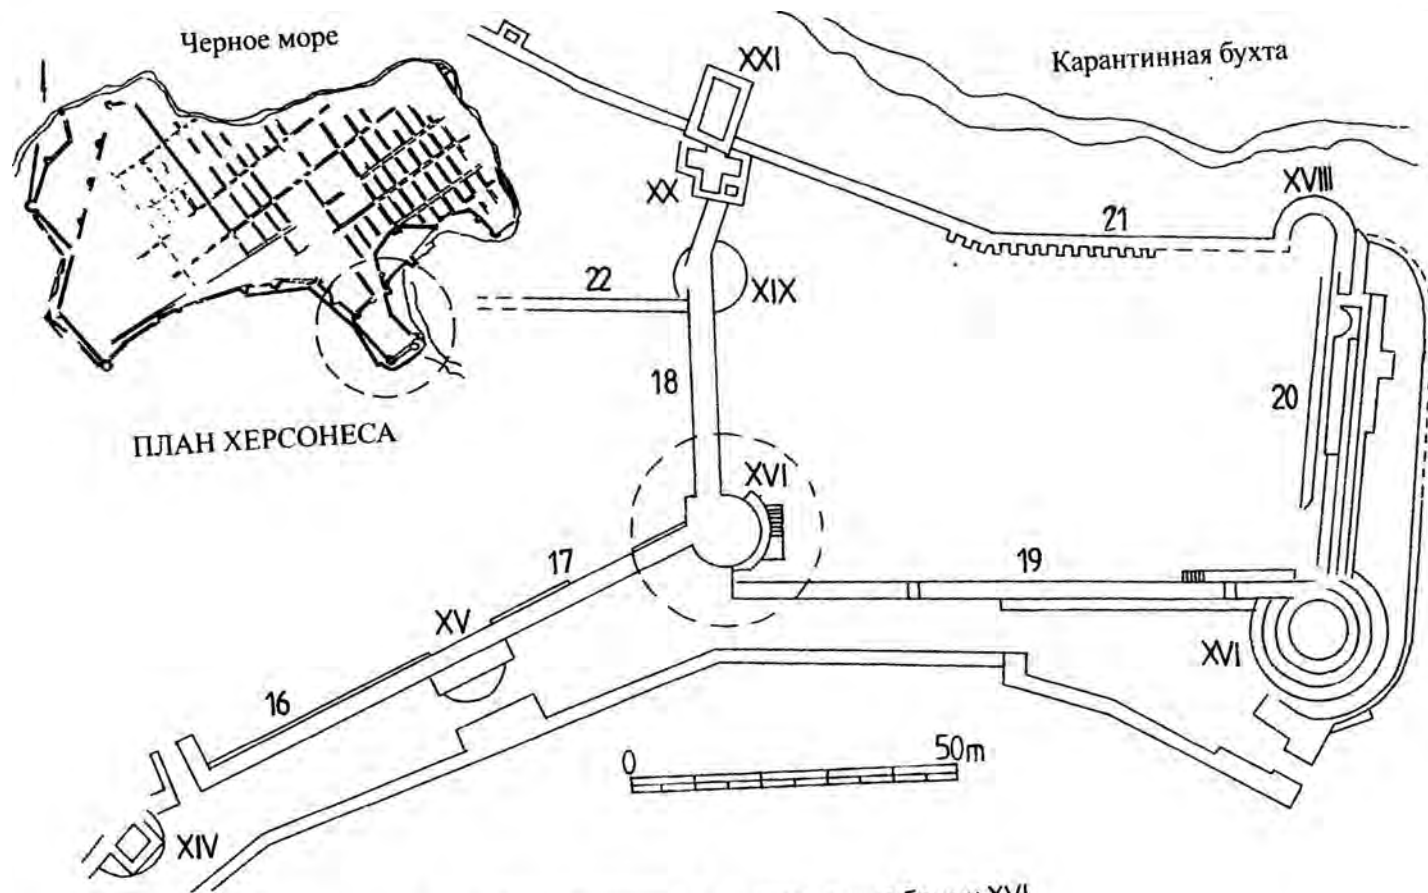 Черное море
XXI
Карантинная бухта
XX
XVIII
21
22
XIX
18
20
ПЛАН ХЕРСОНЕСА
XVI
17
19
XV
XVI
16
0 50m
XIV
XVI